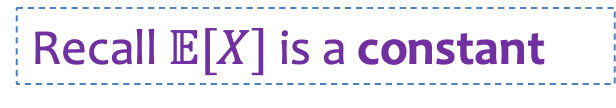 Recall 𝔼[𝑋] is a constant